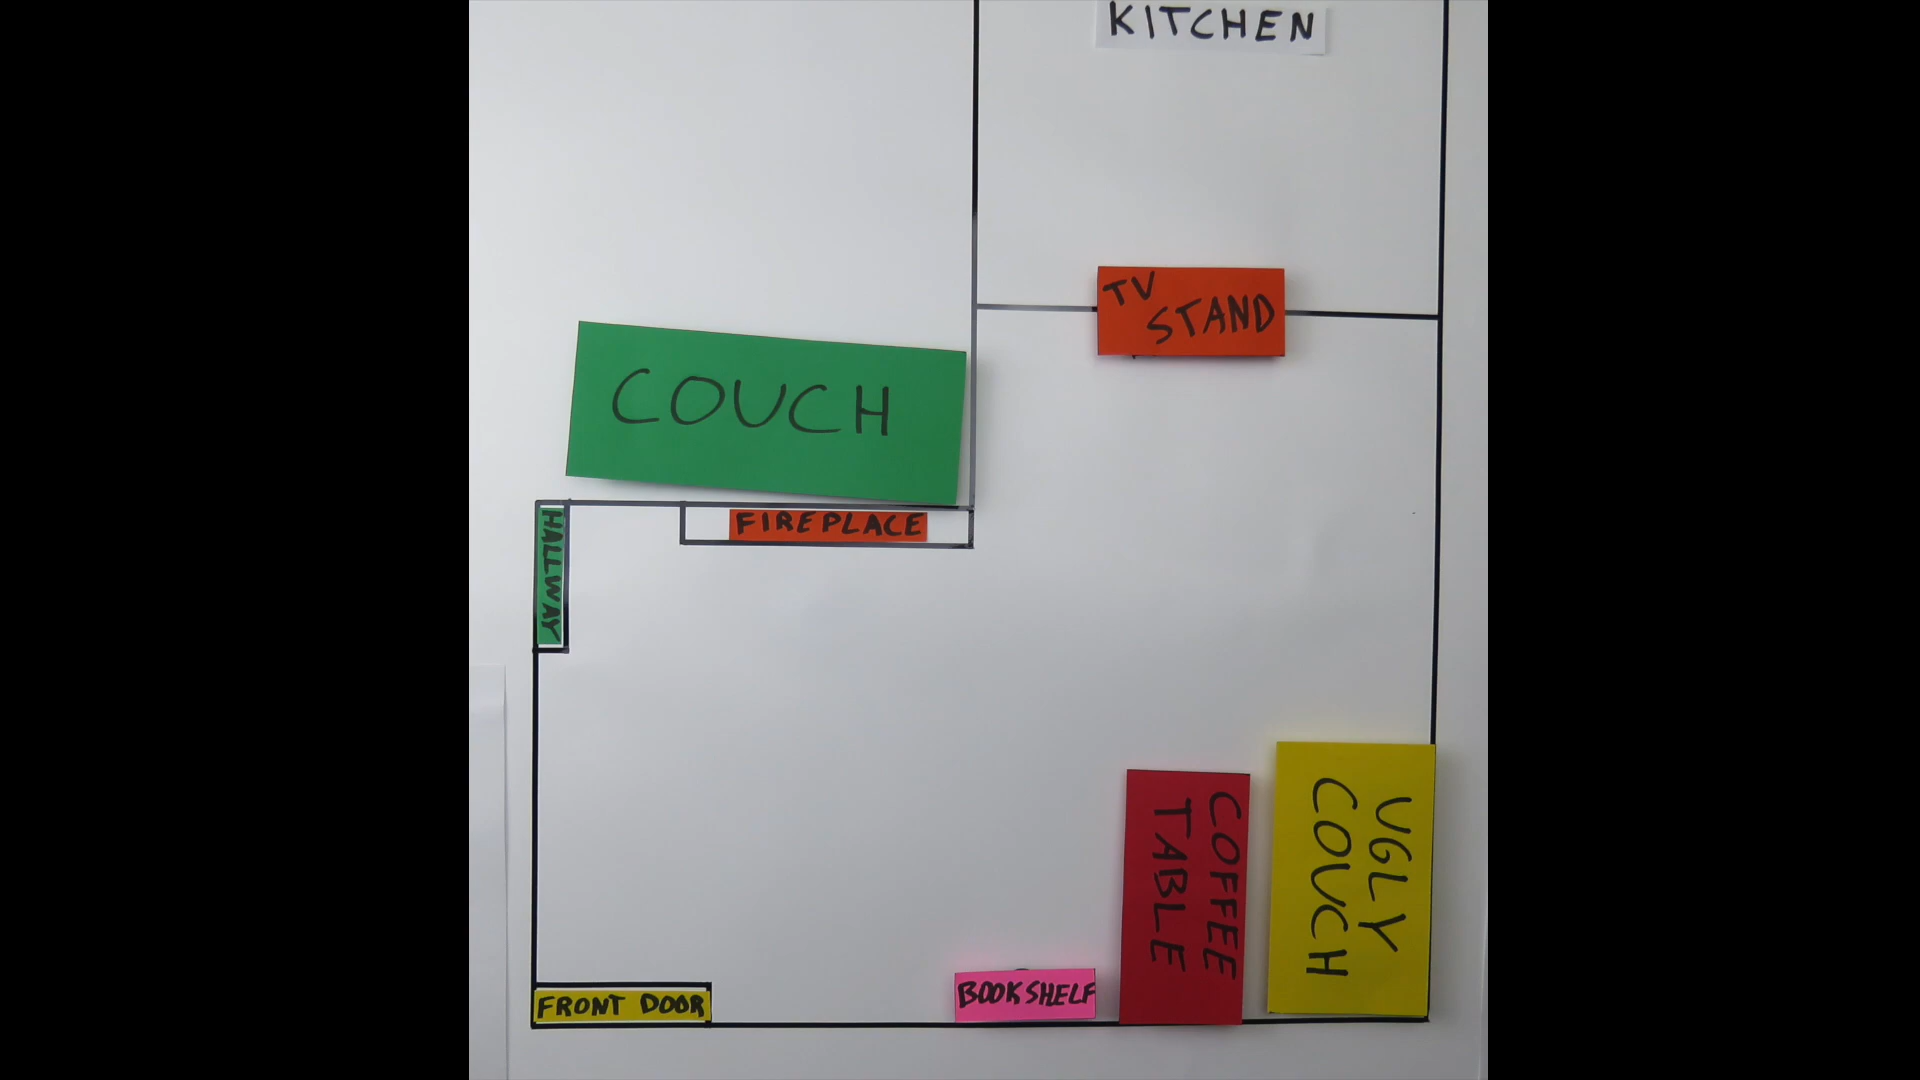 KITCHEN
TV
STAND
COUCH
FIREPLACE
HALLWAY
UGLY
COUCH
COFFEE
TABLE
BOOKSHELF
FRONT DOOR